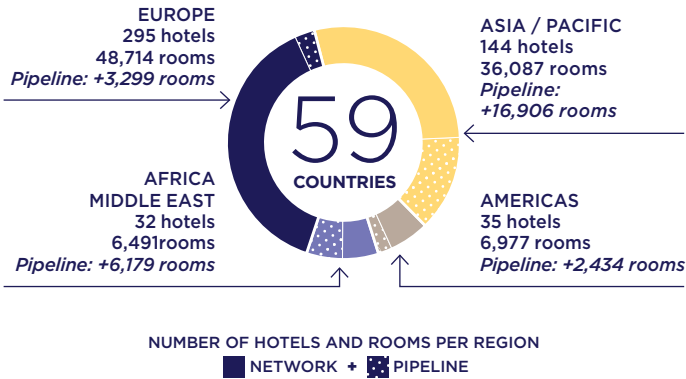 EUROPE
295 hotels
48,714 rooms
Pipeline: +3,299 rooms
ASIA / PACIFIC
144 hotels
36,087 rooms
Pipeline:
+16,906 rooms
59
COUNTRIES
AFRICA
MIDDLE EAST
32 hotels
6,491rooms
Pipeline: +6,179 rooms
AMERICAS
35 hotels
6,977 rooms
Pipeline: +2,434 rooms
NUMBER OF HOTELS AND ROOMS PER REGION
NETWORK + PIPELINE